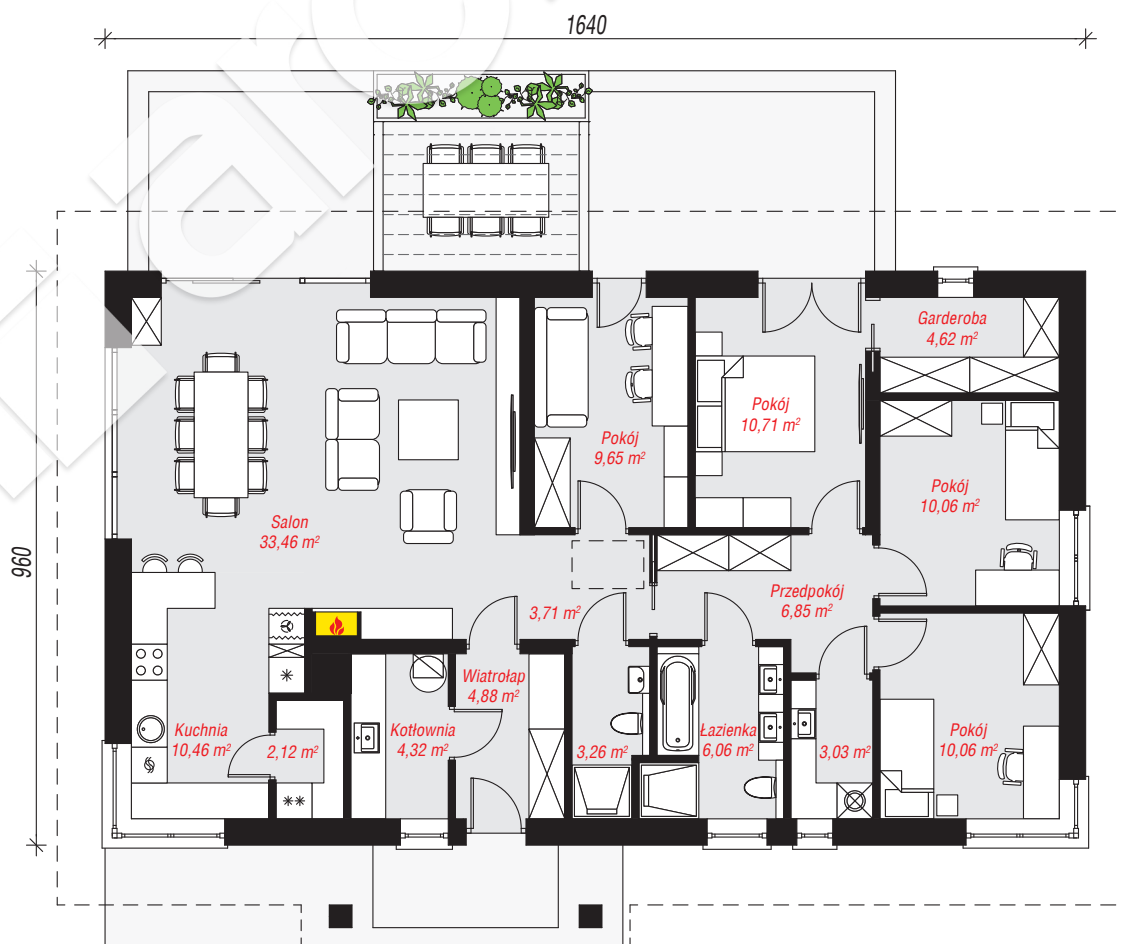 1640
960
Garderoba
4,62 m²
Pokój
10,71 m²
Pokój
9,65 m²
Pokój
10,06 m²
Salon
33,46 m²
Przedpokój
6,85 m²
3,71 m²
Wiatrołap
4,88 m²
Kuchnia
10,46 m²
2,12 m²
Kotłownia
4,32 m²
3,26 m²
Łazienka
6,06 m²
3,03 m²
Pokój
10,06 m²